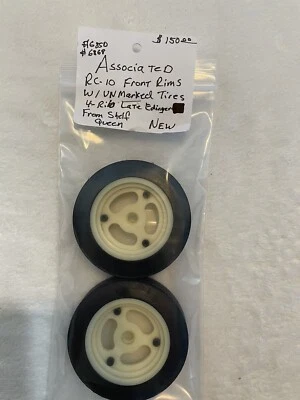 #6850
#6868
$150.00
Associated
RC-10 Front Rims
W/ UN Marked Tires
4-Rib Late Edinger
From Shelf
Queen
New